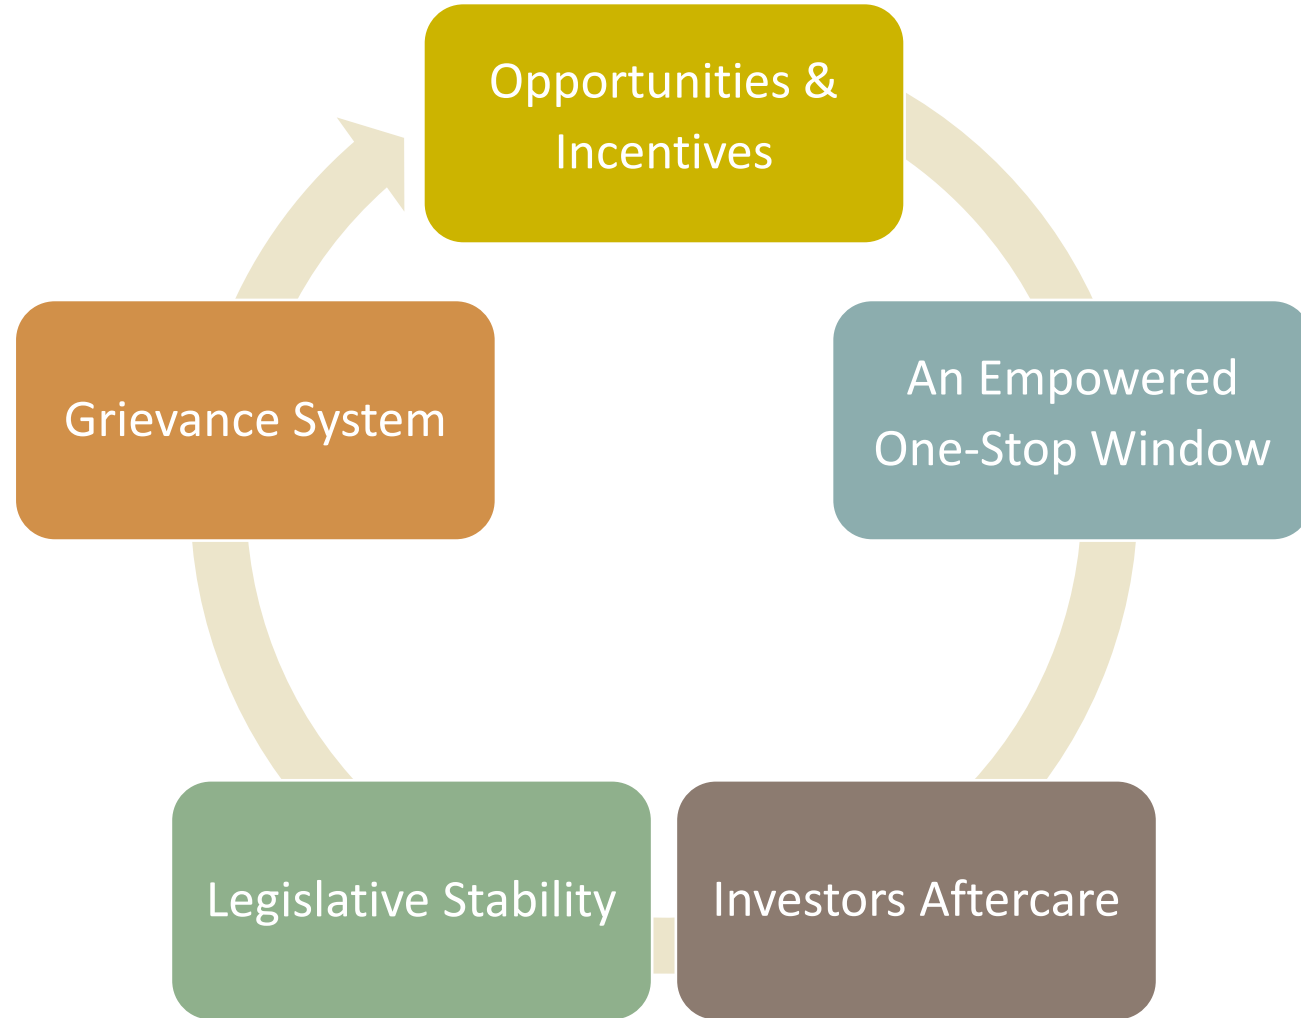 Opportunities &
Incentives
An Empowered
One-Stop Window
Grievance System
Legislative Stability
Investors Aftercare